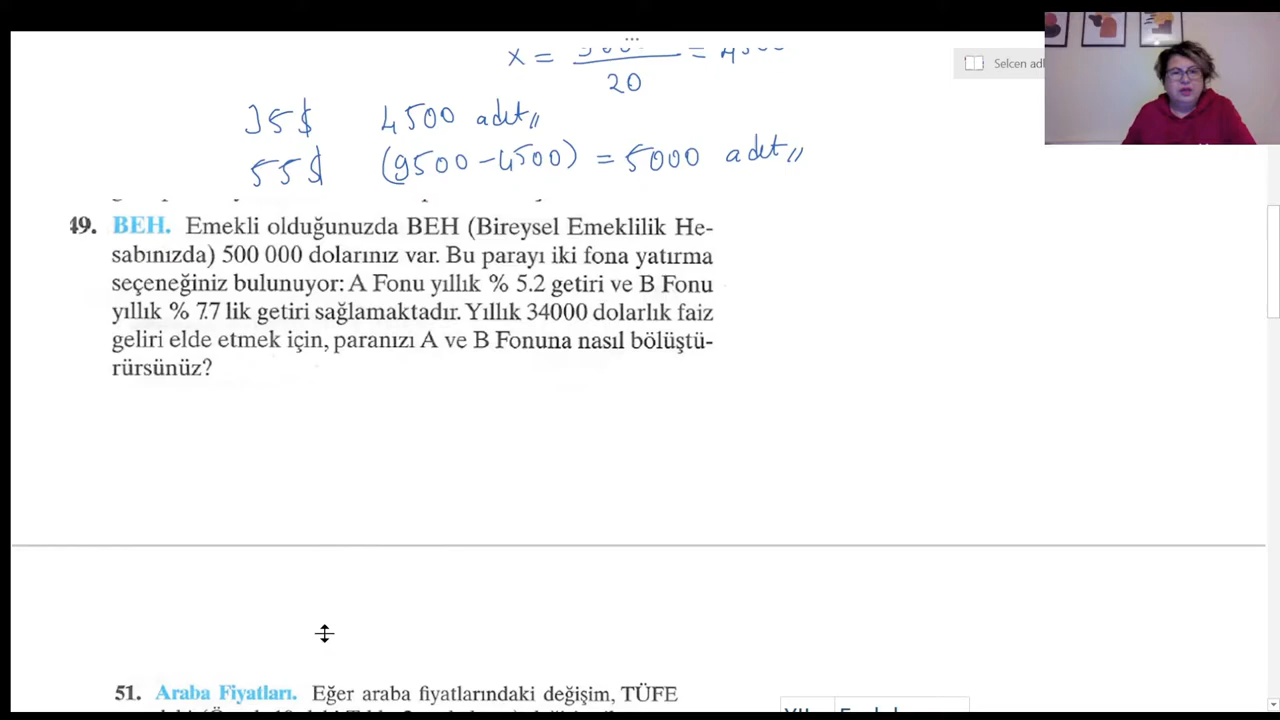 x = 20
Selcen
35$ 4500 adet //
55$ (9500 - 4500) = 5000 adet //
49. BEH. Emekli olduğunuzda BEH (Bireysel Emeklilik He-
sabınızda) 500 000 dolarınız var. Bu parayı iki fona yatırma
seçeneğiniz bulunuyor: A Fonu yıllık % 5.2 getiri ve B Fonu
yıllık % 7.7 lik getiri sağlamaktadır. Yıllık 34000 dolarlık faiz
geliri elde etmek için, paranızı A ve B Fonuna nasıl bölüştü-
rürsünüz?
51. Araba Fiyatları. Eğer araba fiyatlarındaki değişim, TÜFE